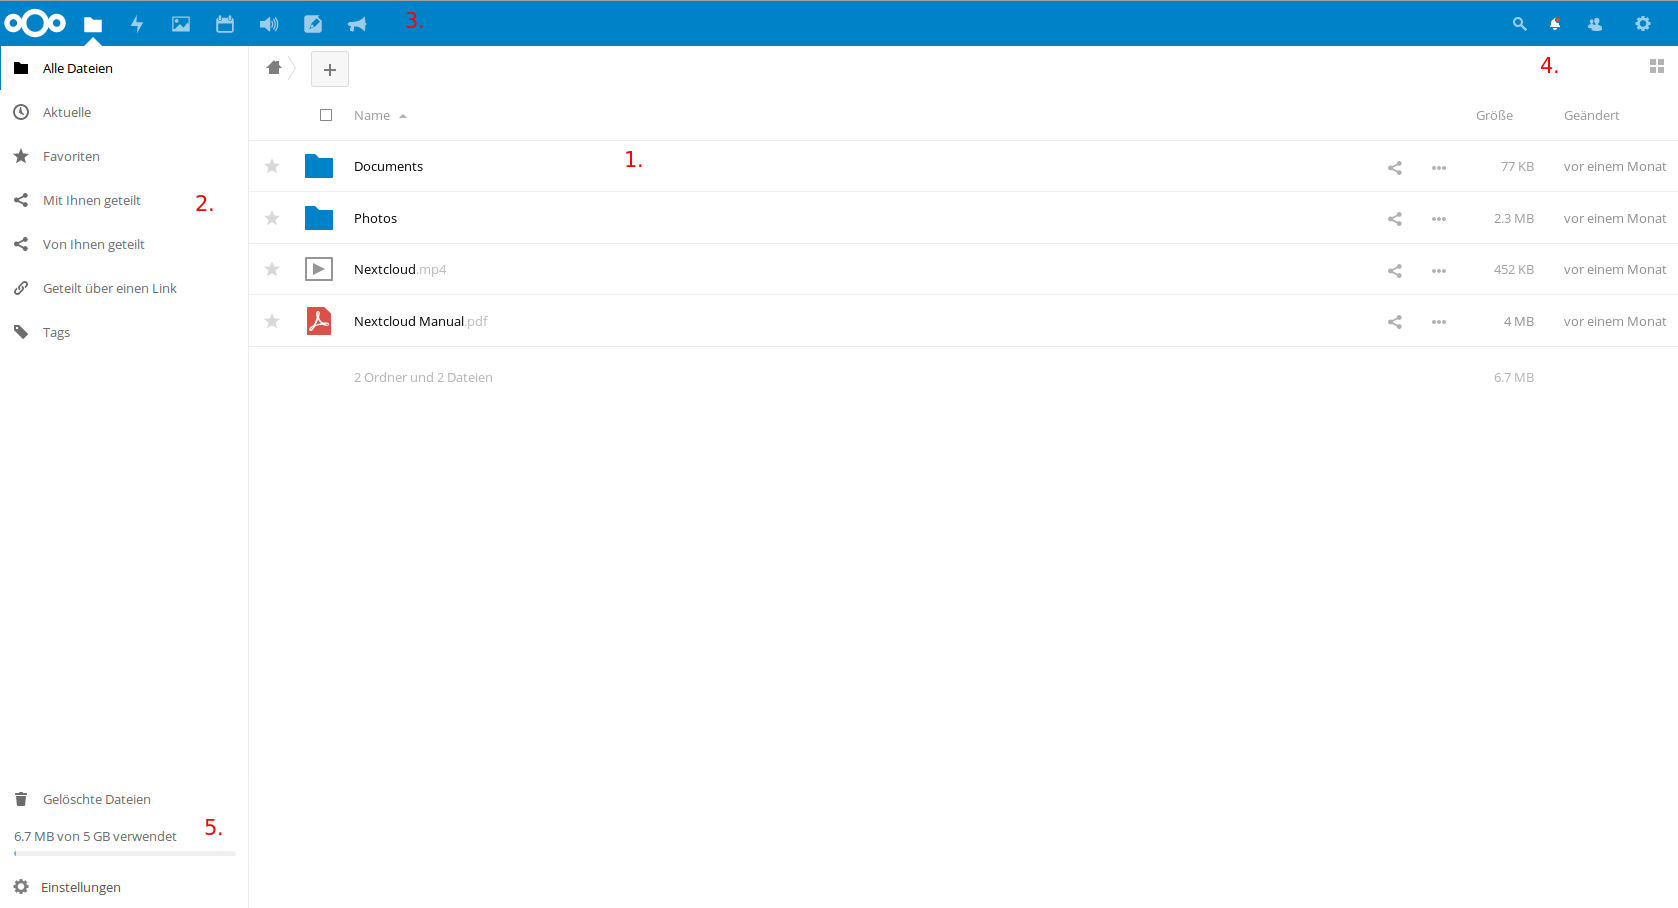 3.
Alle Dateien
Aktuelle
Favoriten
Mit Ihnen geteilt
2.
Von Ihnen geteilt
Geteilt über einen Link
Tags
Gelöschte Dateien
6.7 MB von 5 GB verwendet
5.
Einstellungen
4.
Name Größe Geändert
1.
Documents 77 KB vor einem Monat
Photos 2.3 MB vor einem Monat
Nextcloud.mp4 452 KB vor einem Monat
Nextcloud Manual.pdf 4 MB vor einem Monat
2 Ordner und 2 Dateien 6.7 MB